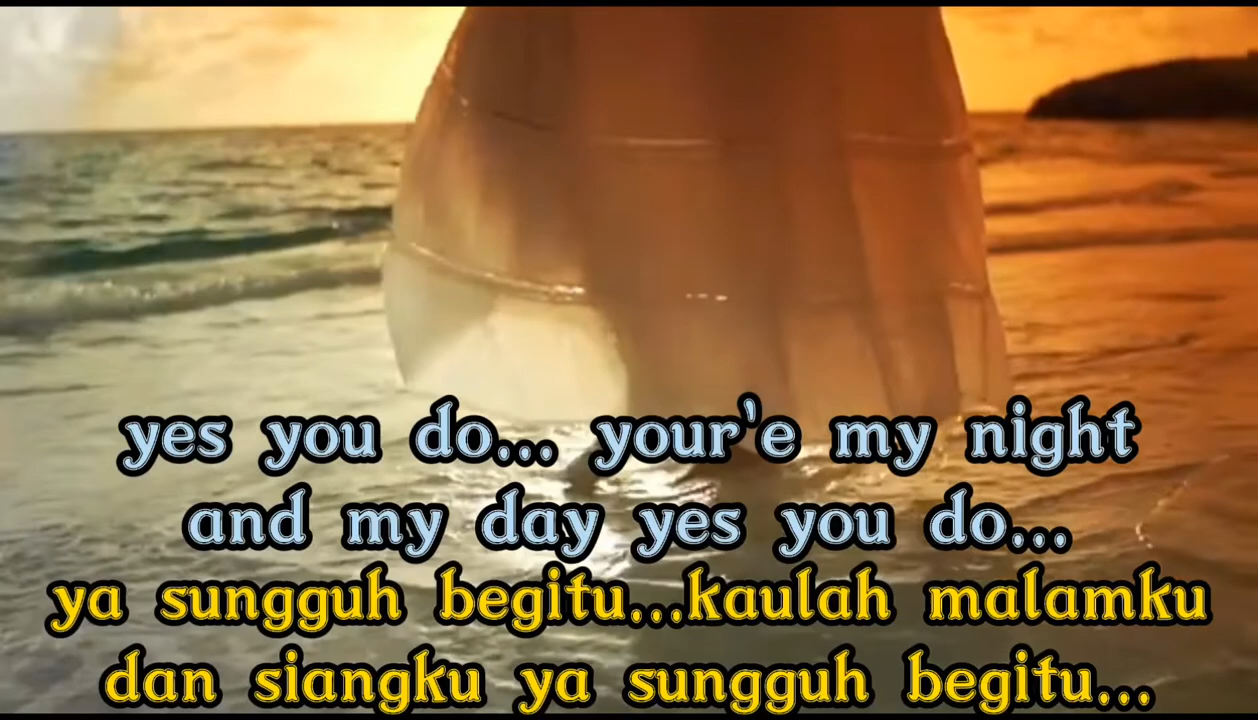 yes you do... your'e my night
and my day yes you do...
ya sungguh begitu...kaulah malamku
dan siangku ya sungguh begitu...